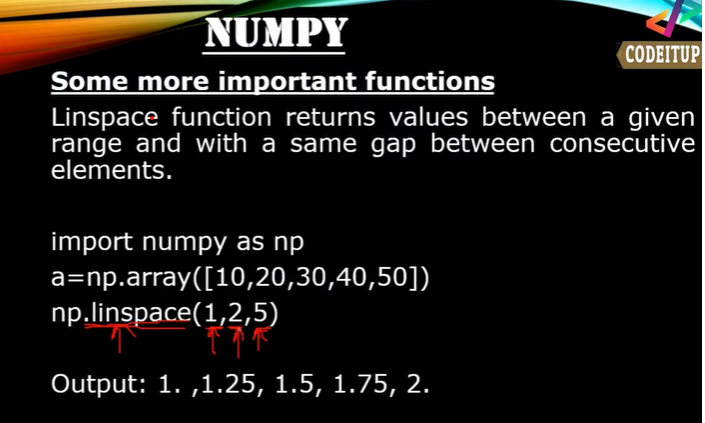 NUMPY
CODEITUP
Some more important functions
Linspace function returns values between a given
range and with a same gap between consecutive
elements.
import numpy as np
a=np.array([10,20,30,40,50])
np.linspace(1,2,5)
Output: 1. ,1.25, 1.5, 1.75, 2.